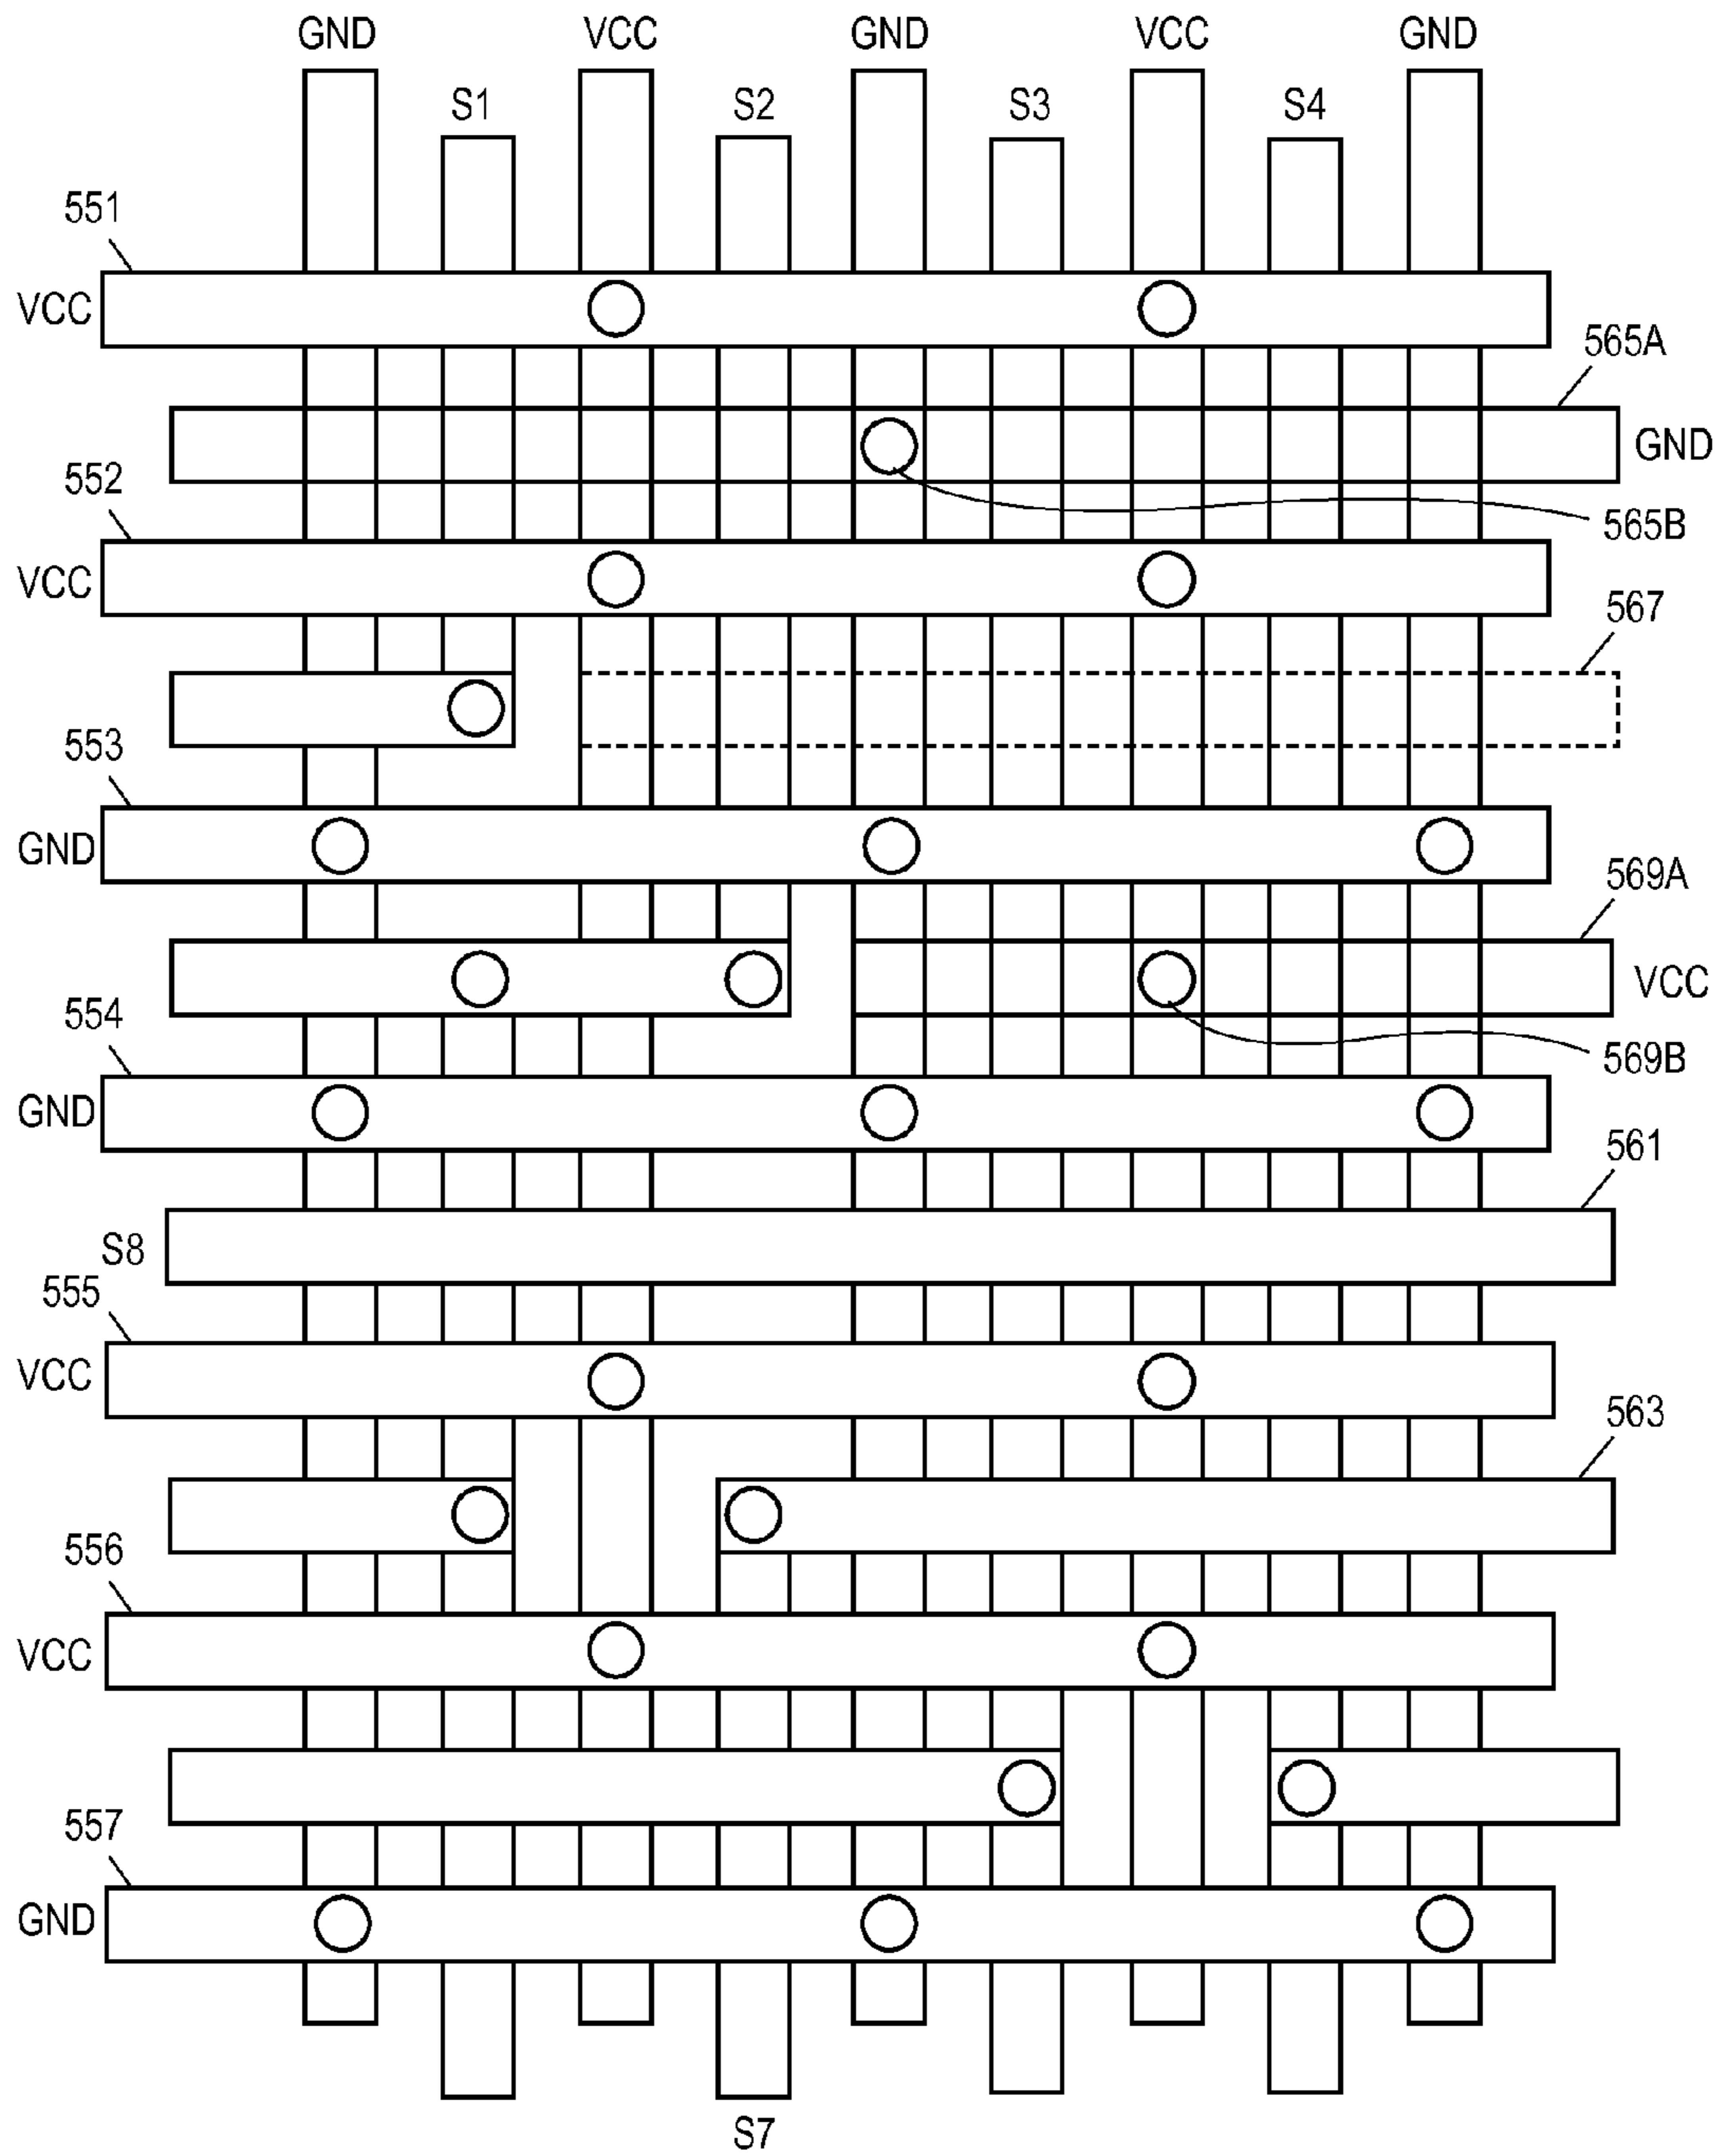 GND VCC GND VCC GND
S1 S2 S3 S4
551
VCC
565A
GND
552
565B
VCC
567
553
GND
569A
VCC
554
569B
GND
561
S8
555
VCC
563
556
VCC
557
GND
S7